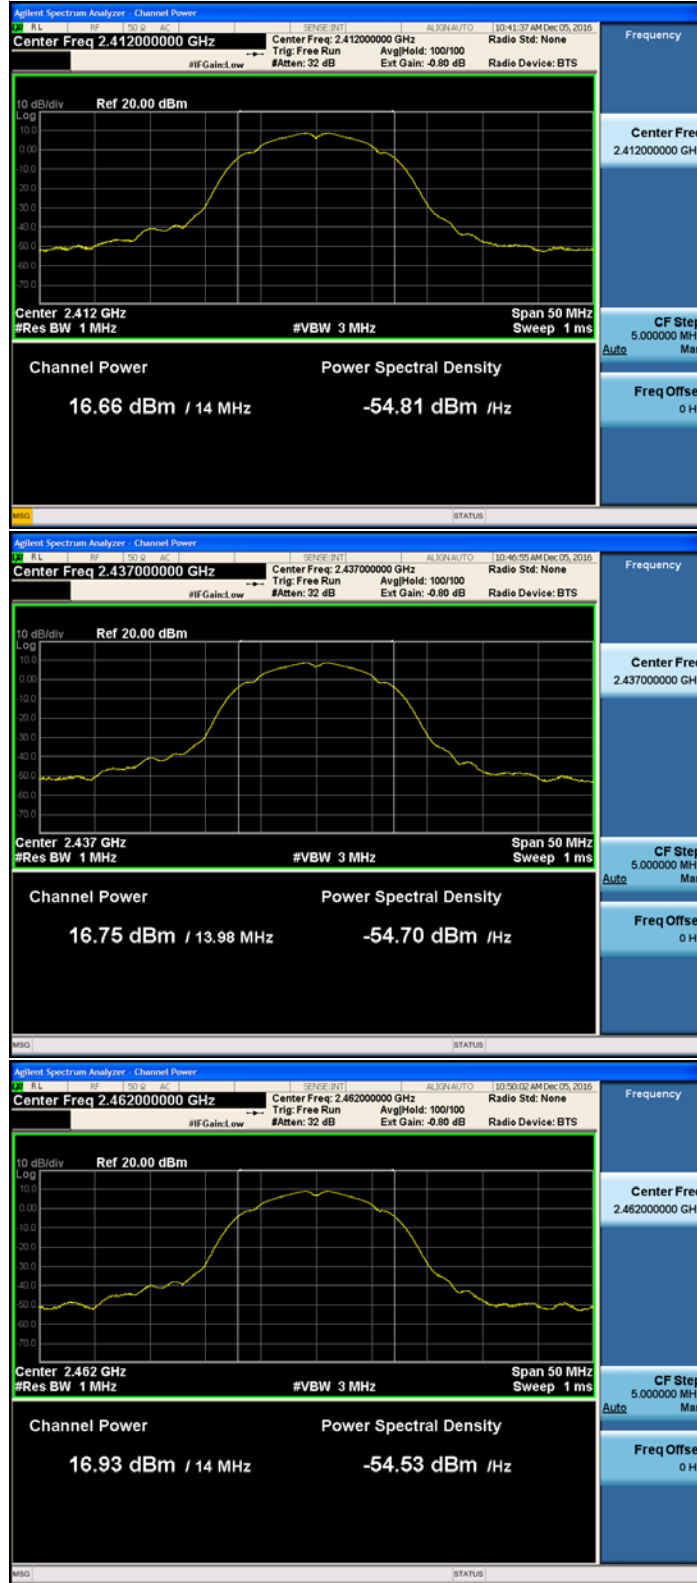 Agilent Spectrum Analyzer - Channel Power
RL RF 50 Ω AC SENSE:INT ALIGNAUTO 10:41:37 AM Dec 05, 2016
Center Freq 2.412000000 GHz Center Freq: 2.412000000 GHz Radio Std: None Frequency
Trig: Free Run Avg|Hold: 100/100
#IFGain:Low #Atten: 32 dB Ext Gain: -0.80 dB Radio Device: BTS
10 dB/div Ref 20.00 dBm
Log
10.0
0.00
-10.0
-20.0
-30.0
-40.0
-50.0
-60.0
-70.0
Center Fre
2.412000000 GH
Center 2.412 GHz Span 50 MHz
#Res BW 1 MHz #VBW 3 MHz Sweep 1 ms
CF Step
5.000000 MH
Auto Ma
Channel Power Power Spectral Density
16.66 dBm / 14 MHz -54.81 dBm /Hz
Freq Offse
0 H
MSG STATUS
Agilent Spectrum Analyzer - Channel Power
RL RF 50 Ω AC SENSE:INT ALIGNAUTO 10:46:55 AM Dec 05, 2016
Center Freq 2.437000000 GHz Center Freq: 2.437000000 GHz Radio Std: None Frequency
Trig: Free Run Avg|Hold: 100/100
#IFGain:Low #Atten: 32 dB Ext Gain: -0.80 dB Radio Device: BTS
10 dB/div Ref 20.00 dBm
Log
10.0
0.00
-10.0
-20.0
-30.0
-40.0
-50.0
-60.0
-70.0
Center Fre
2.437000000 GH
Center 2.437 GHz Span 50 MHz
#Res BW 1 MHz #VBW 3 MHz Sweep 1 ms
CF Step
5.000000 MH
Auto Ma
Channel Power Power Spectral Density
16.75 dBm / 13.98 MHz -54.70 dBm /Hz
Freq Offse
0 H
MSG STATUS
Agilent Spectrum Analyzer - Channel Power
RL RF 50 Ω AC SENSE:INT ALIGNAUTO 10:50:02 AM Dec 05, 2016
Center Freq 2.462000000 GHz Center Freq: 2.462000000 GHz Radio Std: None Frequency
Trig: Free Run Avg|Hold: 100/100
#IFGain:Low #Atten: 32 dB Ext Gain: -0.80 dB Radio Device: BTS
10 dB/div Ref 20.00 dBm
Log
10.0
0.00
-10.0
-20.0
-30.0
-40.0
-50.0
-60.0
-70.0
Center Fre
2.462000000 GH
Center 2.462 GHz Span 50 MHz
#Res BW 1 MHz #VBW 3 MHz Sweep 1 ms
CF Step
5.000000 MH
Auto Ma
Channel Power Power Spectral Density
16.93 dBm / 14 MHz -54.53 dBm /Hz
Freq Offse
0 H
MSG STATUS